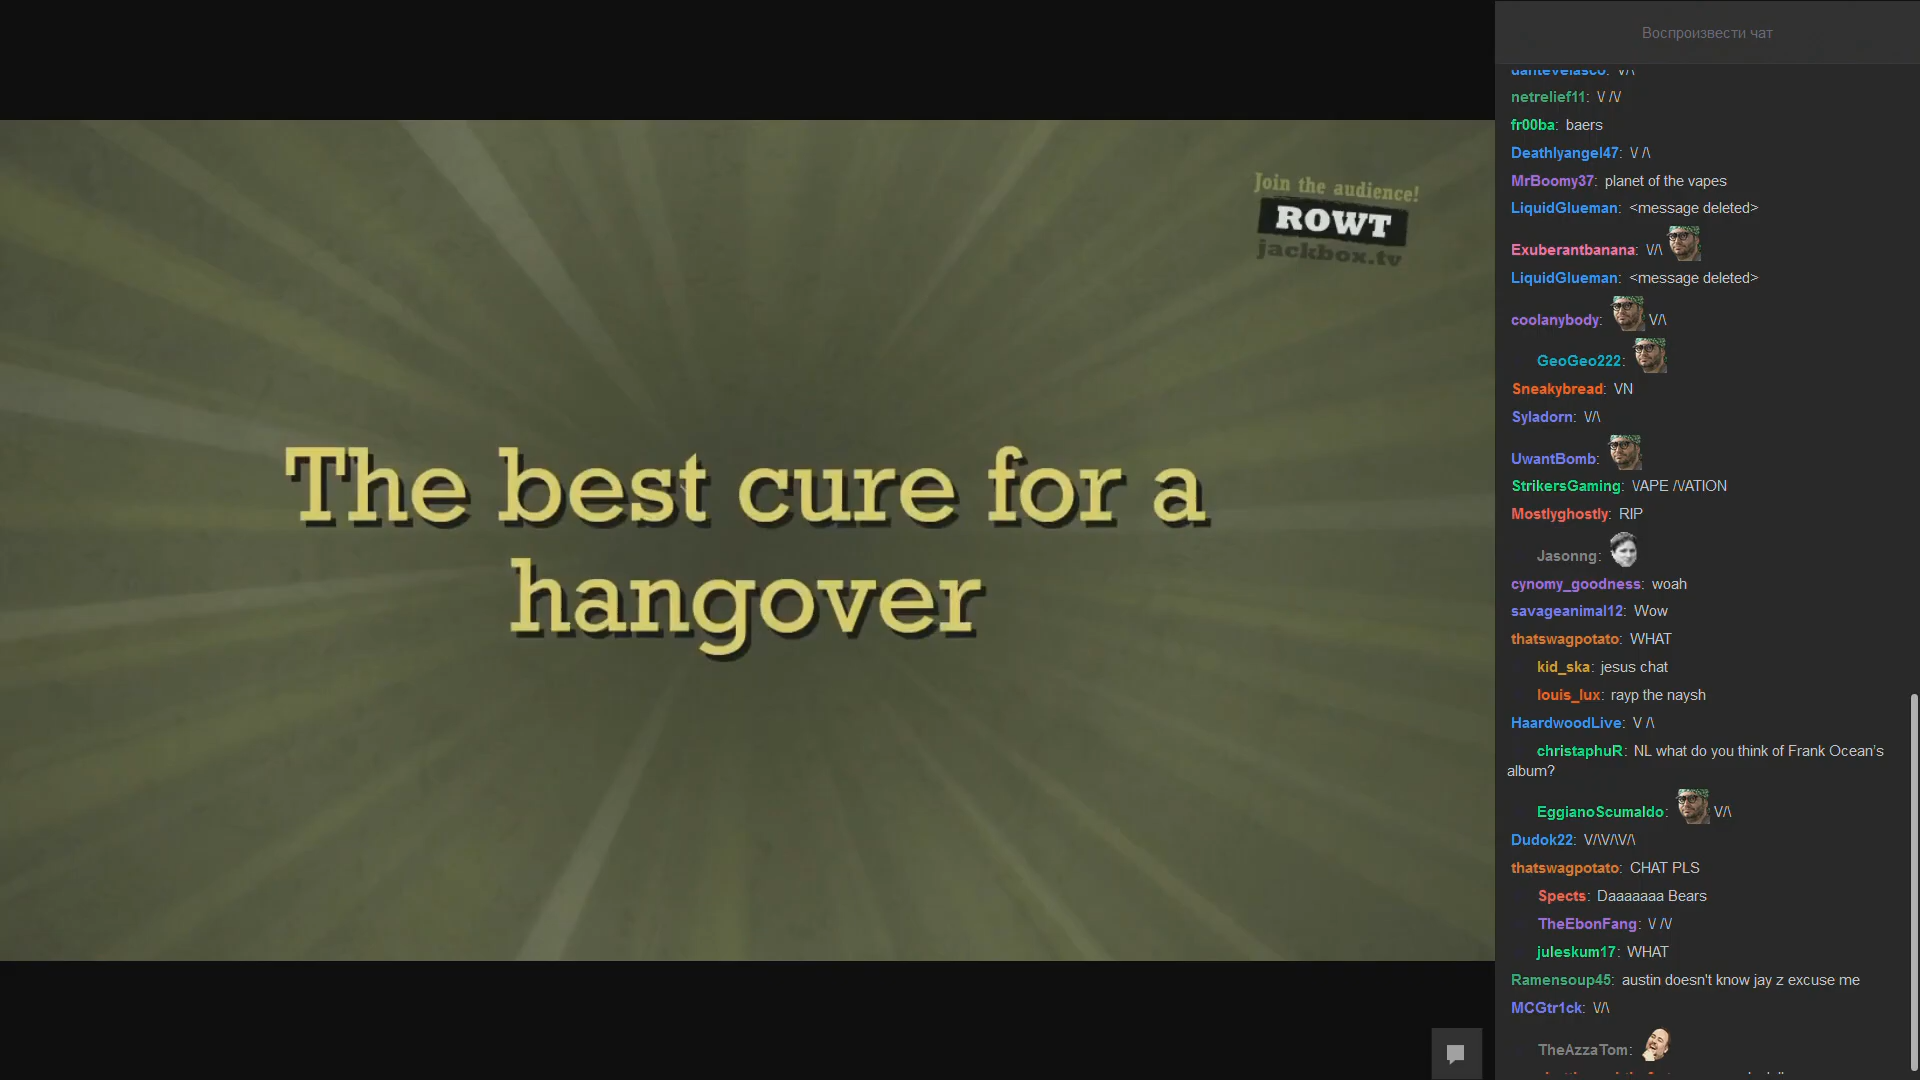 Join the audience!
ROWT
jackbox.tv
The best cure for a
hangover
Воспроизвести чат
dantevelasco: \//\
netrelief11: \/ /\/
fr00ba: baers
Deathlyangel47: \/ /\
MrBoomy37: planet of the vapes
LiquidGlueman: <message deleted>
Exuberantbanana: \//\
LiquidGlueman: <message deleted>
coolanybody: V/\
GeoGeo222:
Sneakybread: VN
Syladorn: \//\
UwantBomb:
StrikersGaming: \/APE /\/ATION
Mostlyghostly: RIP
Jasonng:
cynomy_goodness: woah
savageanimal12: Wow
thatswagpotato: WHAT
kid_ska: jesus chat
louis_lux: rayp the naysh
HaardwoodLive: V /\
christaphuR: NL what do you think of Frank Ocean's
album?
EggianoScumaldo: V/\
Dudok22: V/\V/\V/\
thatswagpotato: CHAT PLS
Spects: Daaaaaaa Bears
TheEbonFang: \/ /\/
juleskum17: WHAT
Ramensoup45: austin doesn't know jay z excuse me
MCGtr1ck: \//\
TheAzzaTom: